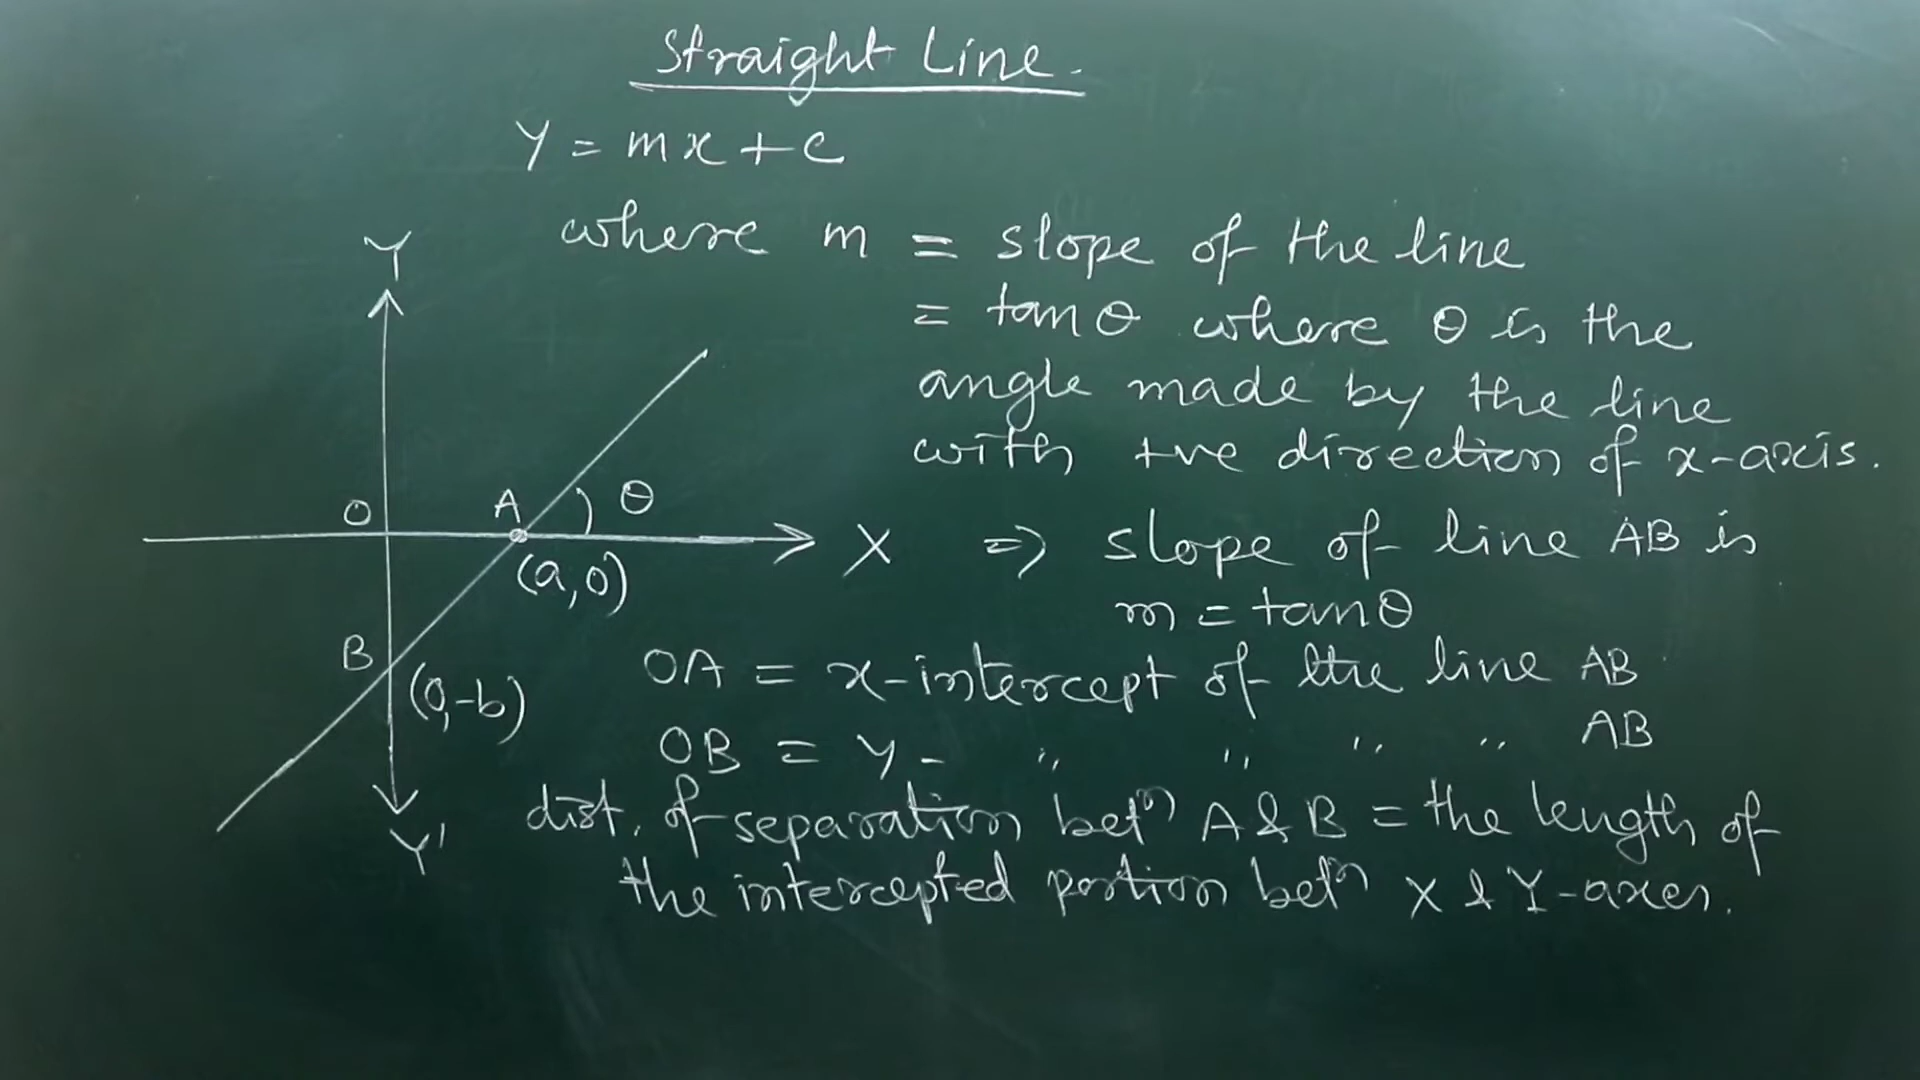 Straight Line.
Y = mx + c
where m = slope of the line
= tan θ where θ is the
angle made by the line
with +ve direction of x-axis.
Y
O A θ
X
(a,0)
B
(0,-b)
Y'
=> slope of line AB is
m = tanθ
OA = x-intercept of the line AB
OB = Y- " " " " AB
dist. of separation betⁿ A & B = the length of
the intercepted portion betⁿ X & Y-axes.